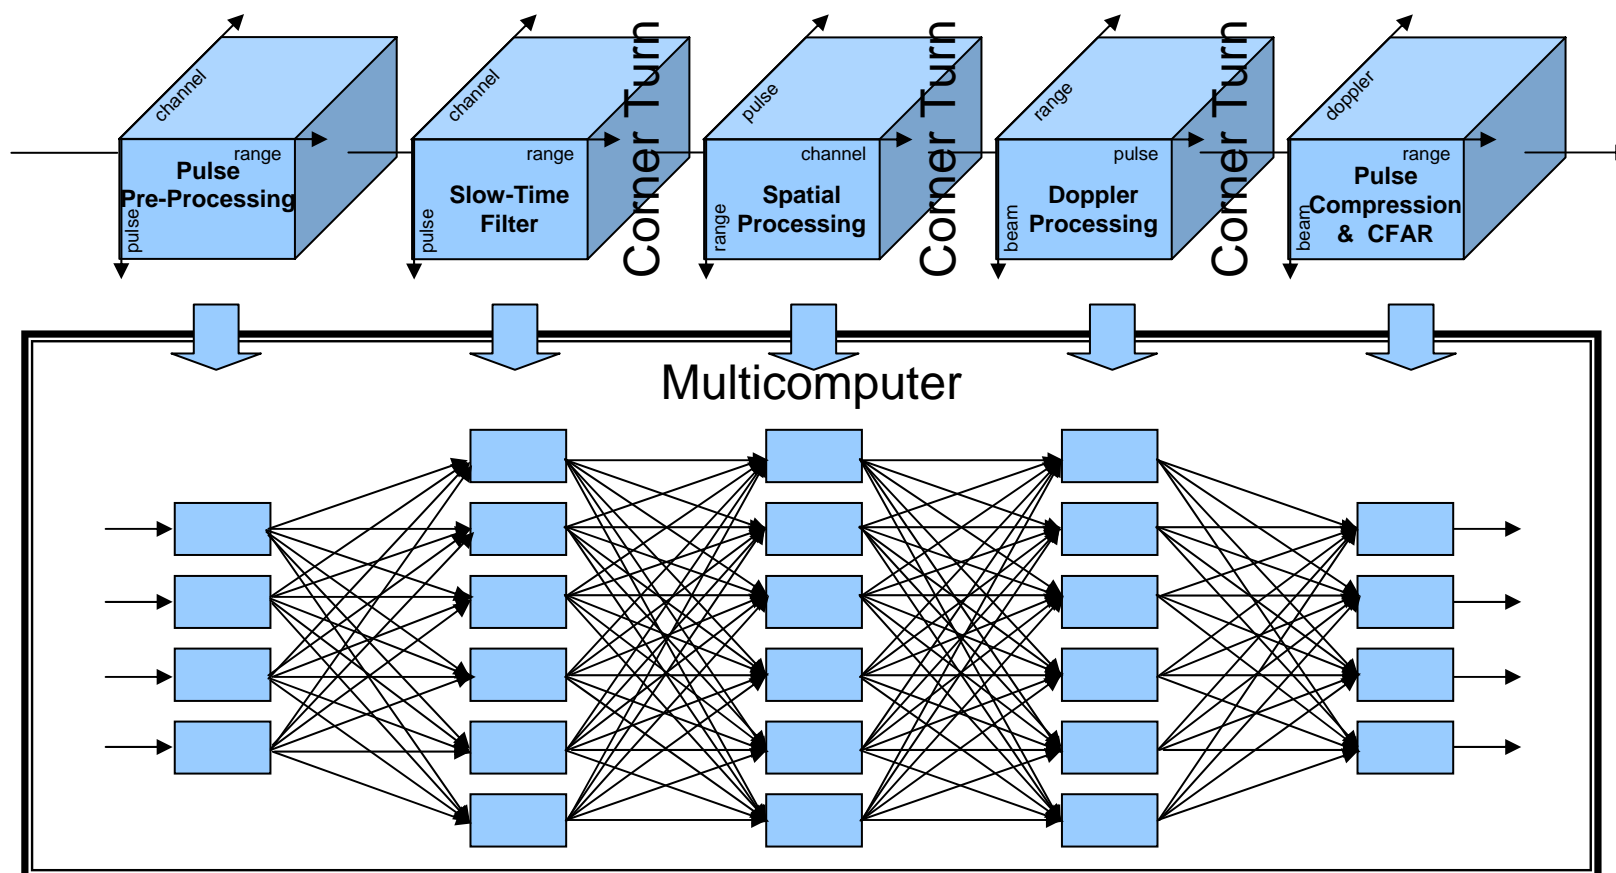 channel
range
Pulse
Pre-Processing
pulse
channel
range
Slow-Time
Filter
pulse
Corner Turn
pulse
channel
Spatial
Processing
range
Corner Turn
range
pulse
Doppler
Processing
beam
Corner Turn
doppler
range
Pulse
Compression
& CFAR
beam
Multicomputer